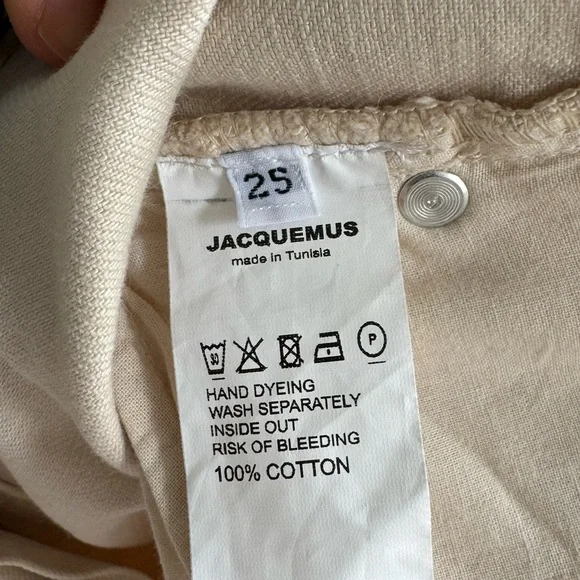 25
JACQUEMUS
made in Tunisia
30 P
HAND DYEING
WASH SEPARATELY
INSIDE OUT
RISK OF BLEEDING
100% COTTON